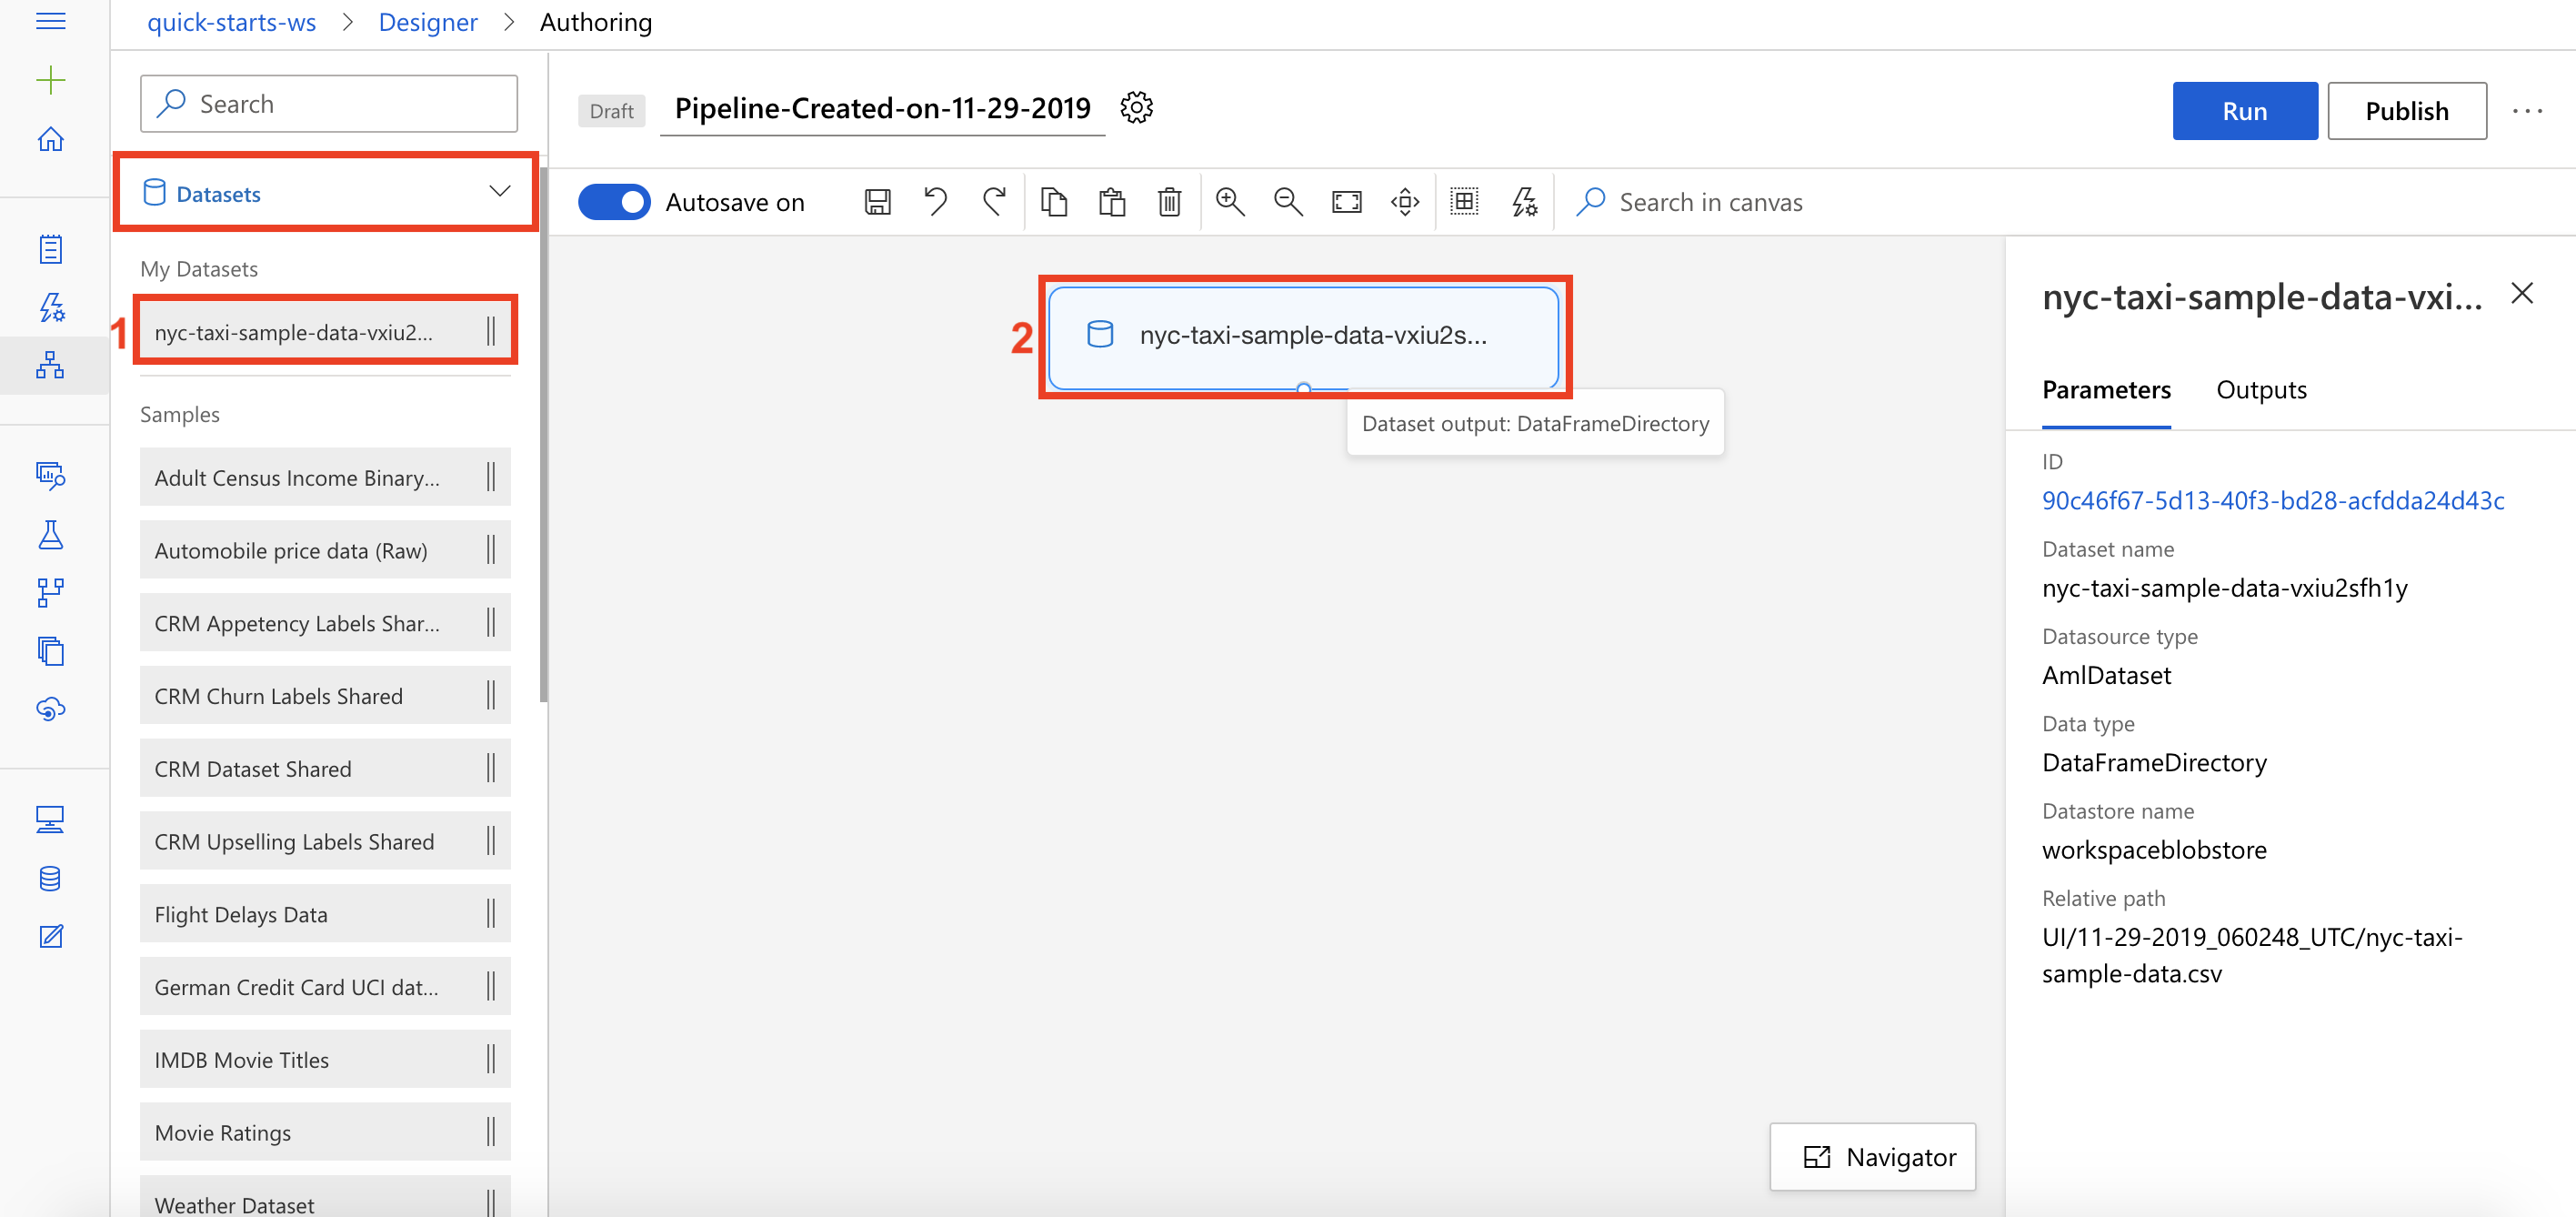 quick-starts-ws > Designer > Authoring
Search
Datasets
My Datasets
1
nyc-taxi-sample-data-vxiu2...
Samples
Adult Census Income Binary...
Automobile price data (Raw)
CRM Appetency Labels Shar...
CRM Churn Labels Shared
CRM Dataset Shared
CRM Upselling Labels Shared
Flight Delays Data
German Credit Card UCI dat...
IMDB Movie Titles
Movie Ratings
Weather Dataset
Draft
Pipeline-Created-on-11-29-2019
Run
Publish
Autosave on
Search in canvas
2
nyc-taxi-sample-data-vxiu2s...
Dataset output: DataFrameDirectory
Navigator
nyc-taxi-sample-data-vxi...
Parameters
Outputs
ID
90c46f67-5d13-40f3-bd28-acfdda24d43c
Dataset name
nyc-taxi-sample-data-vxiu2sfh1y
Datasource type
AmlDataset
Data type
DataFrameDirectory
Datastore name
workspaceblobstore
Relative path
UI/11-29-2019_060248_UTC/nyc-taxi-
sample-data.csv